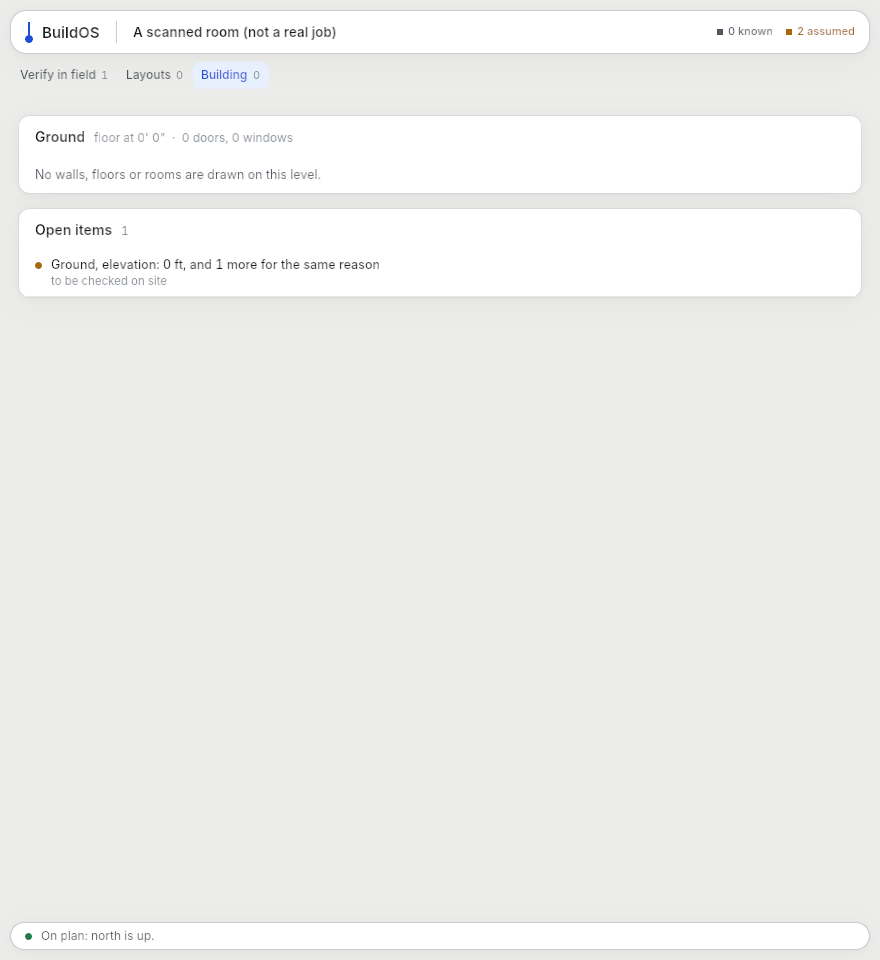 BuildOS
A scanned room (not a real job)
0 known
2 assumed
Verify in field 1
Layouts 0
Building 0
Ground floor at 0' 0" · 0 doors, 0 windows
No walls, floors or rooms are drawn on this level.
Open items 1
Ground, elevation: 0 ft, and 1 more for the same reason
to be checked on site
On plan: north is up.